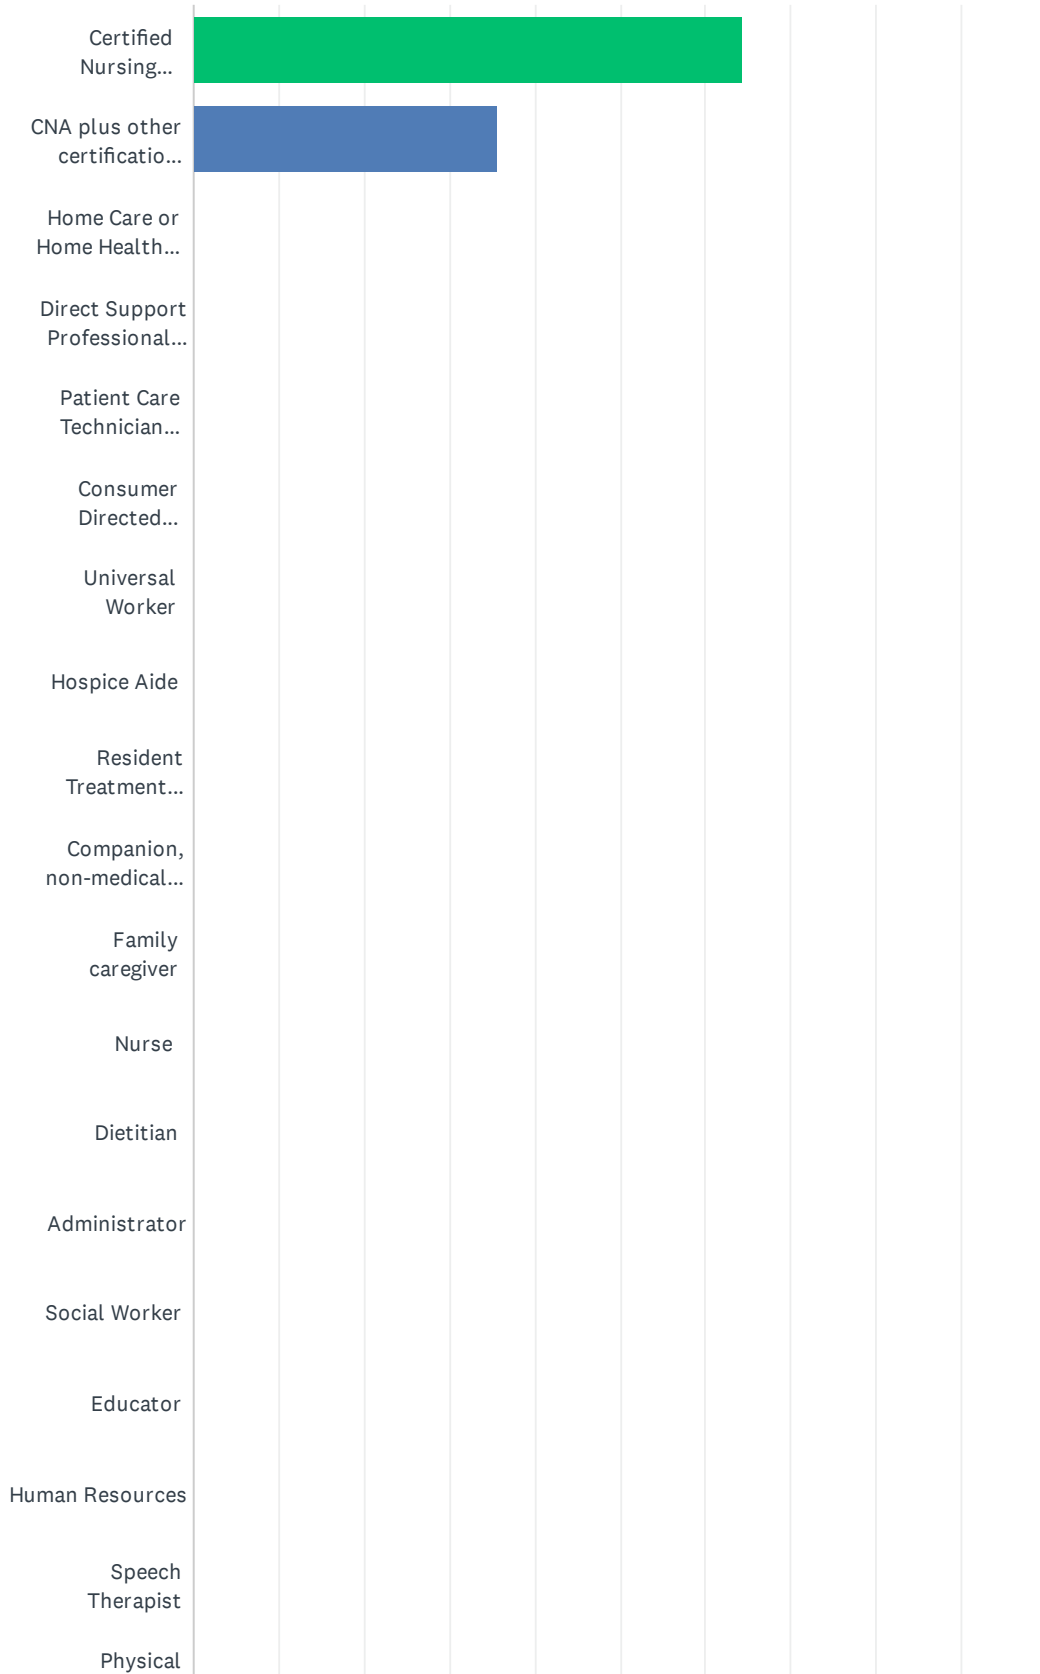 Certified
Nursing...
CNA plus other
certificatio...
Home Care or
Home Health...
Direct Support
Professional...
Patient Care
Technician...
Consumer
Directed...
Universal
Worker
Hospice Aide
Resident
Treatment...
Companion,
non-medical...
Family
caregiver
Nurse
Dietitian
Administrator
Social Worker
Educator
Human Resources
Speech
Therapist
Physical